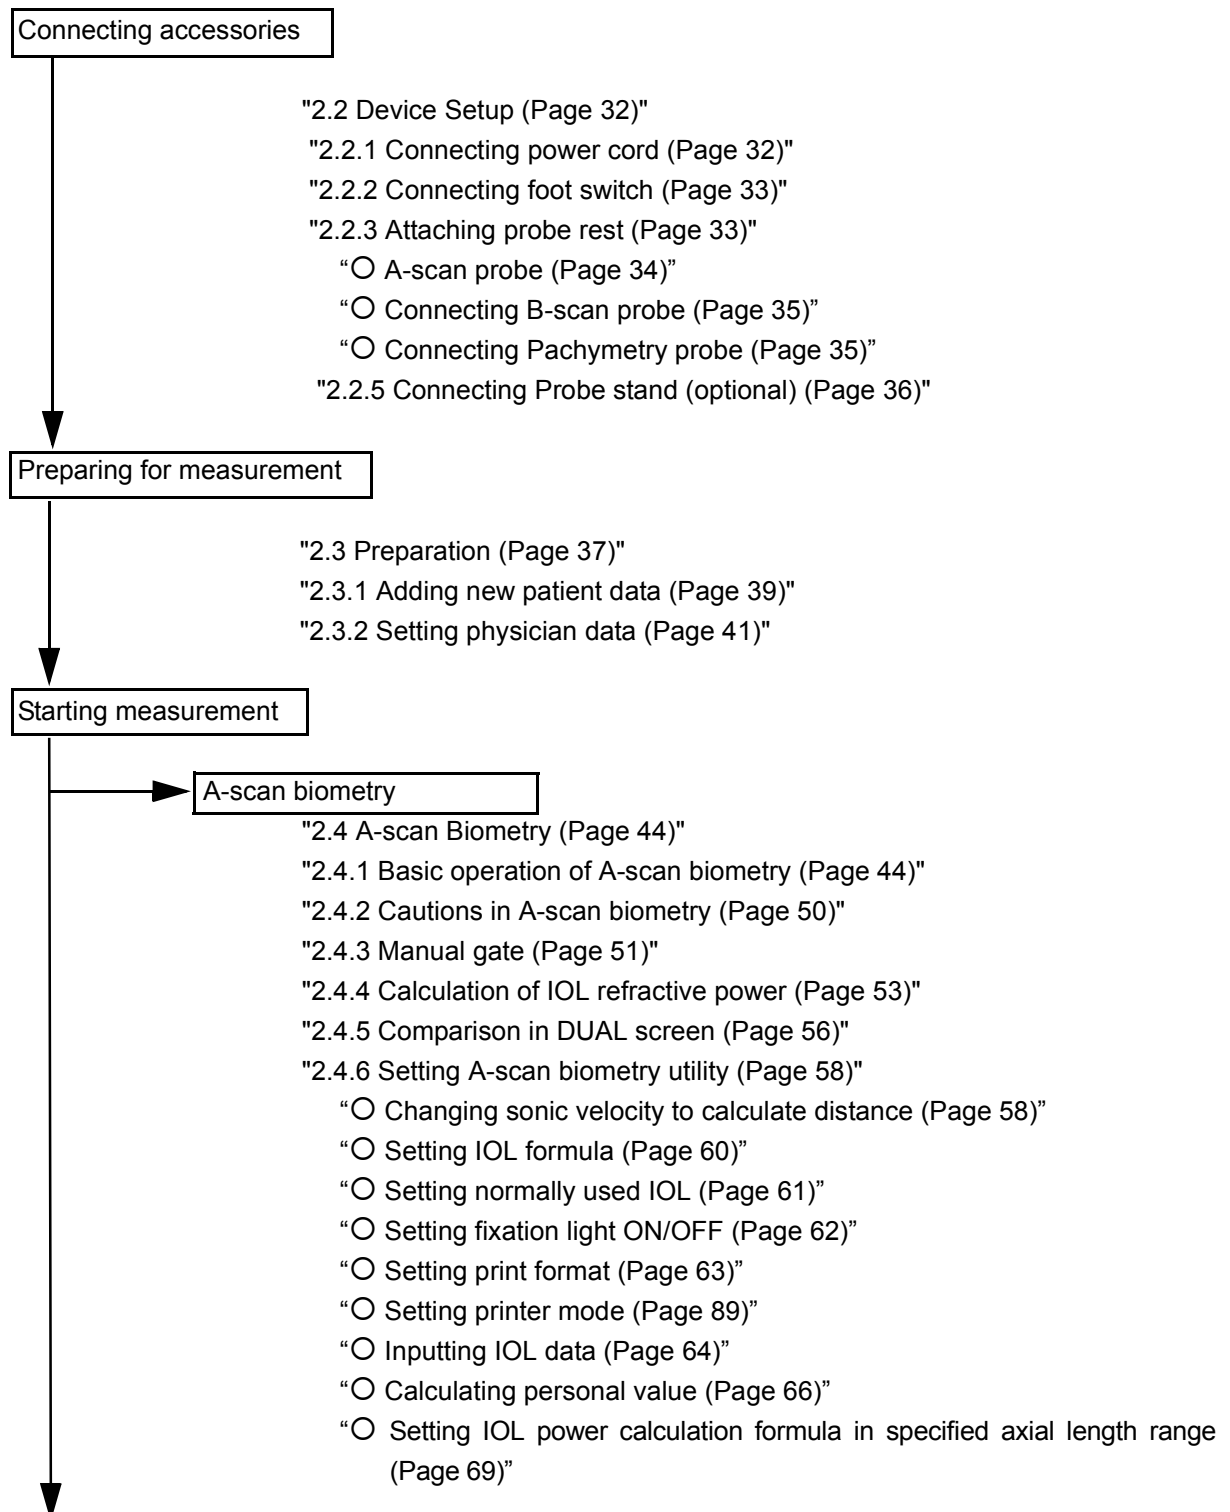 Connecting accessories
"2.2 Device Setup (Page 32)"
"2.2.1 Connecting power cord (Page 32)"
"2.2.2 Connecting foot switch (Page 33)"
"2.2.3 Attaching probe rest (Page 33)"
“○ A-scan probe (Page 34)”
“○ Connecting B-scan probe (Page 35)”
“○ Connecting Pachymetry probe (Page 35)”
"2.2.5 Connecting Probe stand (optional) (Page 36)"
Preparing for measurement
"2.3 Preparation (Page 37)"
"2.3.1 Adding new patient data (Page 39)"
"2.3.2 Setting physician data (Page 41)"
Starting measurement
A-scan biometry
"2.4 A-scan Biometry (Page 44)"
"2.4.1 Basic operation of A-scan biometry (Page 44)"
"2.4.2 Cautions in A-scan biometry (Page 50)"
"2.4.3 Manual gate (Page 51)"
"2.4.4 Calculation of IOL refractive power (Page 53)"
"2.4.5 Comparison in DUAL screen (Page 56)"
"2.4.6 Setting A-scan biometry utility (Page 58)"
“○ Changing sonic velocity to calculate distance (Page 58)”
“○ Setting IOL formula (Page 60)”
“○ Setting normally used IOL (Page 61)”
“○ Setting fixation light ON/OFF (Page 62)”
“○ Setting print format (Page 63)”
“○ Setting printer mode (Page 89)”
“○ Inputting IOL data (Page 64)”
“○ Calculating personal value (Page 66)”
“○ Setting IOL power calculation formula in specified axial length range
(Page 69)”